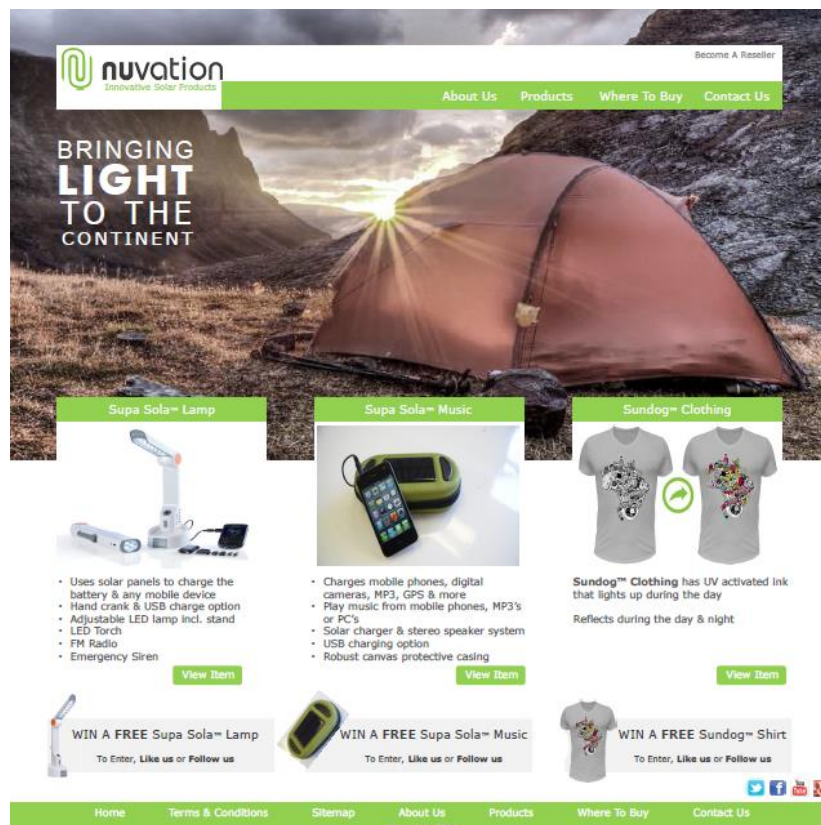 Become A Reseller
nuvation
Innovative Solar Products
About Us Products Where To Buy Contact Us
BRINGING
LIGHT
TO THE
CONTINENT
Supa Sola™ Lamp
Supa Sola™ Music
Sundog™ Clothing
• Uses solar panels to charge the
battery & any mobile device
• Hand crank & USB charge option
• Adjustable LED lamp incl. stand
• LED Torch
• FM Radio
• Emergency Siren
View Item
• Charges mobile phones, digital
cameras, MP3, GPS & more
• Play music from mobile phones, MP3's
or PC's
• Solar charger & stereo speaker system
• USB charging option
• Robust canvas protective casing
View Item
Sundog™ Clothing has UV activated ink
that lights up during the day
Reflects during the day & night
View Item
WIN A FREE Supa Sola™ Lamp
To Enter, Like us or Follow us
WIN A FREE Supa Sola™ Music
To Enter, Like us or Follow us
WIN A FREE Sundog™ Shirt
To Enter, Like us or Follow us
You Tube
Home Terms & Conditions Sitemap About Us Products Where To Buy Contact Us